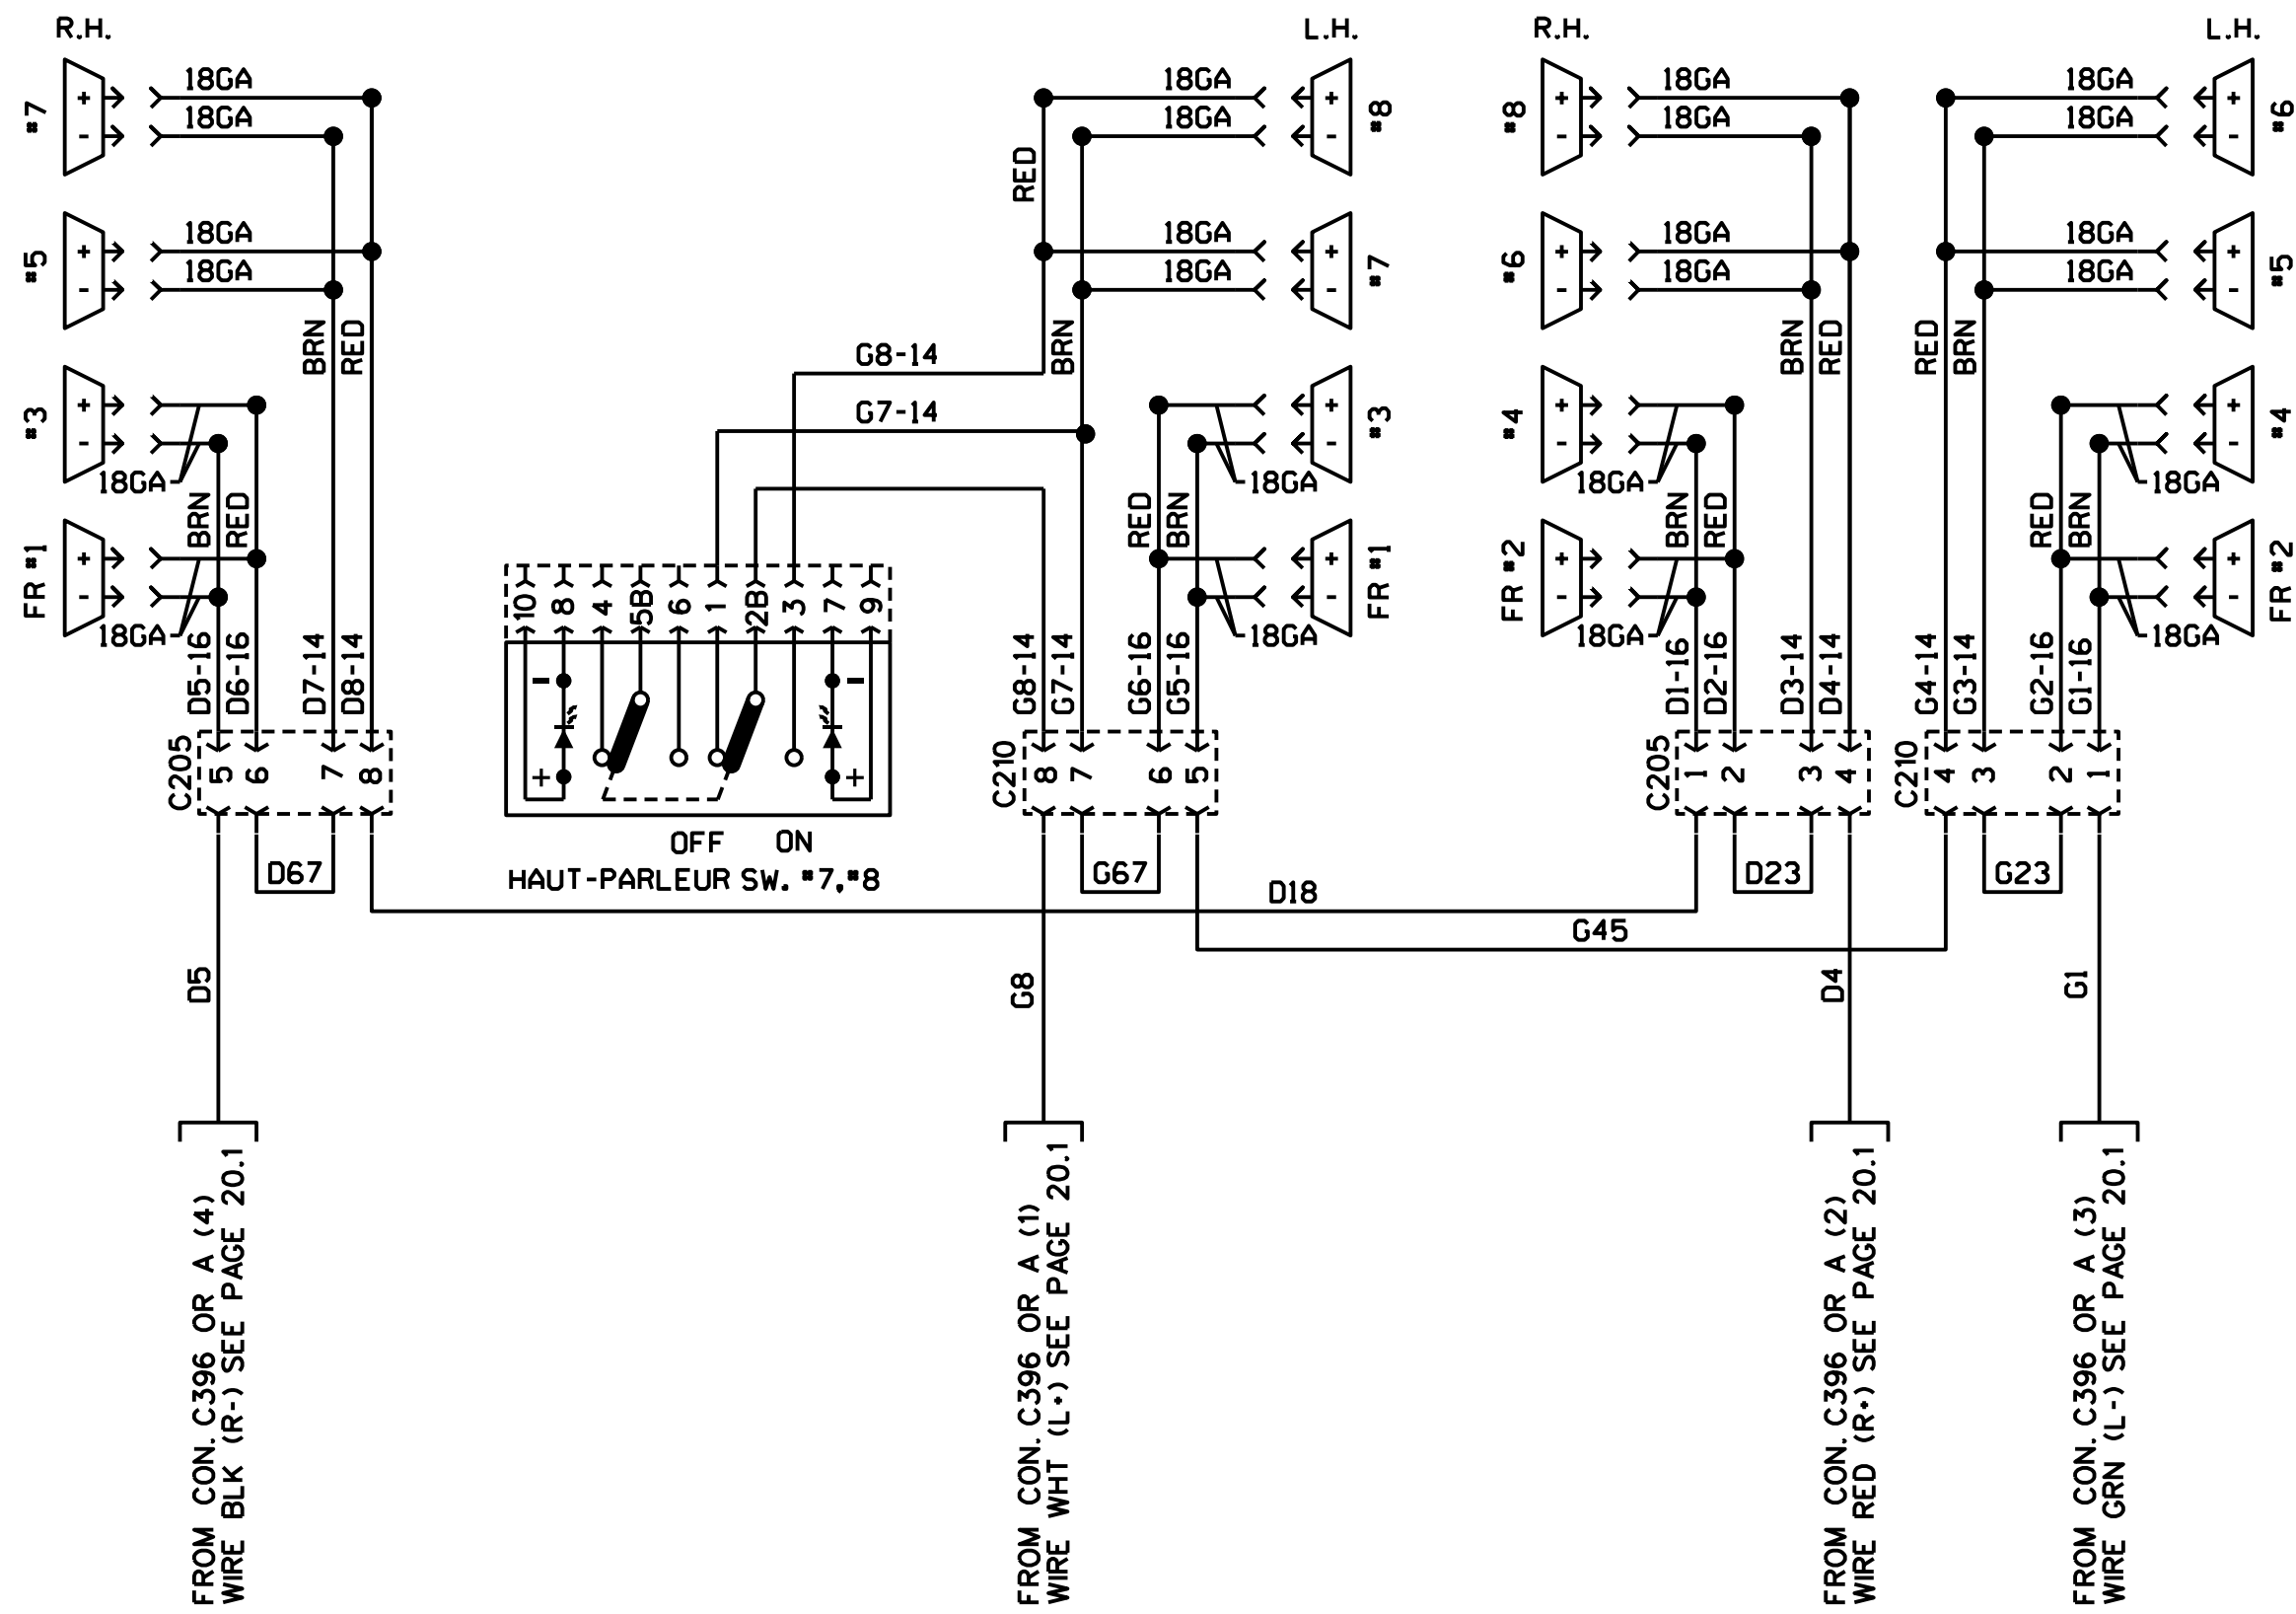 R.H.
L.H.
R.H.
L.H.
+ 18GA
- 18GA
#7
18GA +
18GA -
#8
+ 18GA
- 18GA
#8
18GA +
18GA -
#6
RED
+ 18GA
- 18GA
#5
18GA +
18GA -
#7
+ 18GA
- 18GA
#6
18GA +
18GA -
#5
BRN
RED
BRN
BRN
RED
RED
BRN
G8-14
G7-14
+
-
#3
18GA
+
-
#3
18GA
+
-
#4
18GA
+
-
#4
18GA
BRN
RED
RED
BRN
BRN
RED
RED
BRN
+
-
FR #1
18GA
+
-
FR #1
18GA
+
-
FR #2
18GA
+
-
FR #2
18GA
10 8 4 5B 6 1 2B 3 7 9
D5-16
D6-16
D7-14
D8-14
G8-14
G7-14
G6-16
G5-16
D1-16
D2-16
D3-14
D4-14
G4-14
G3-14
G2-16
G1-16
- -
+ +
C205
5 6 7 8
C210
8 7 6 5
C205
1 2 3 4
C210
4 3 2 1
OFF ON
HAUT-PARLEUR SW. #7,#8
D67
G67
D23
G23
D18
G45
D5
G8
D4
G1
FROM CON. C396 OR A (4)
WIRE BLK (R-) SEE PAGE 20.1
FROM CON. C396 OR A (1)
WIRE WHT (L+) SEE PAGE 20.1
FROM CON. C396 OR A (2)
WIRE RED (R+) SEE PAGE 20.1
FROM CON. C396 OR A (3)
WIRE GRN (L-) SEE PAGE 20.1